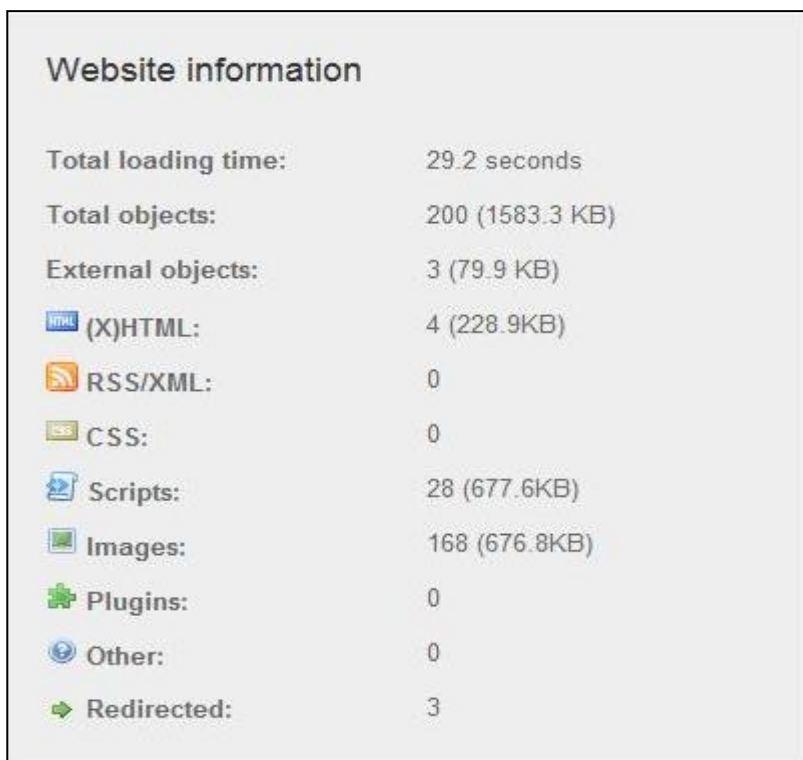 Website information
Total loading time: 29.2 seconds
Total objects: 200 (1583.3 KB)
External objects: 3 (79.9 KB)
HTML (X)HTML: 4 (228.9KB)
RSS/XML: 0
CSS CSS: 0
Scripts: 28 (677.6KB)
Images: 168 (676.8KB)
Plugins: 0
Other: 0
Redirected: 3